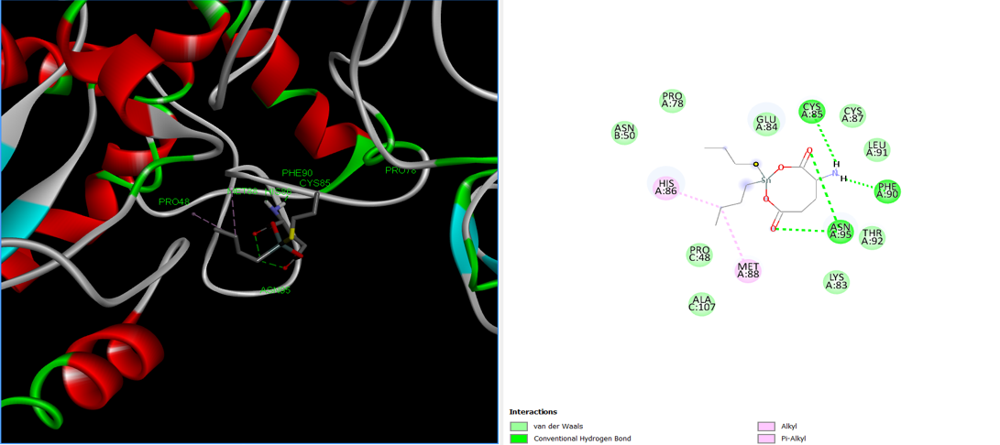 PHE90
CYS85
PRO78
PRO48
PRO
A:78
ASN
B:50
GLU
A:84
CYS
A:85
CYS
A:87
LEU
A:91
HIS
A:86
PHE
A:90
ASN
A:95
THR
A:92
PRO
C:48
MET
A:88
LYS
A:83
ALA
C:107
O
O
O
O
Sn
N
H
H
Interactions
van der Waals
Conventional Hydrogen Bond
Alkyl
Pi-Alkyl